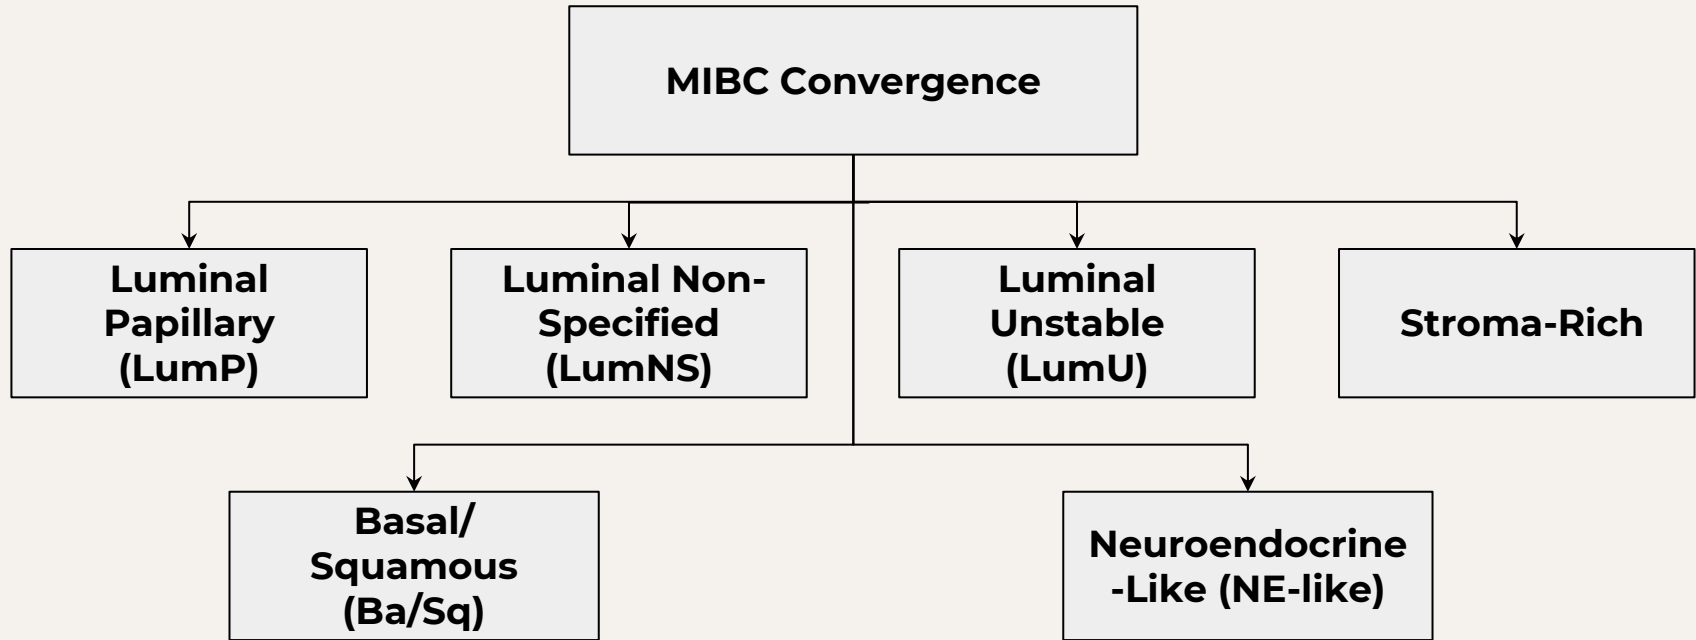 MIBC Convergence
Luminal
Papillary
(LumP)
Luminal Non-
Specified
(LumNS)
Luminal
Unstable
(LumU)
Stroma-Rich
Basal/
Squamous
(Ba/Sq)
Neuroendocrine
-Like (NE-like)